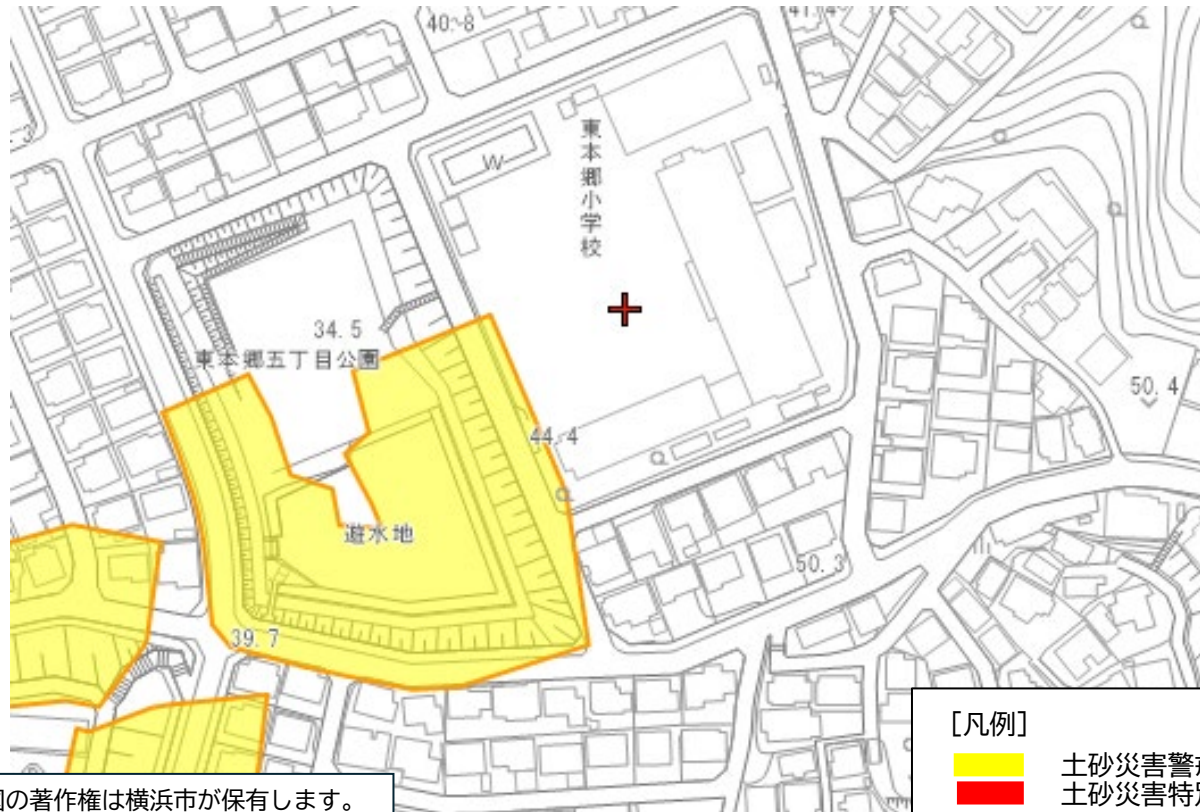 40~8
W
東本郷小学校
34.5
東本郷五丁目公園
50.4
44.4
遊水地
50.3
39.7
[凡例]
土砂災害警
土砂災害特
の著作権は横浜市が保有します。